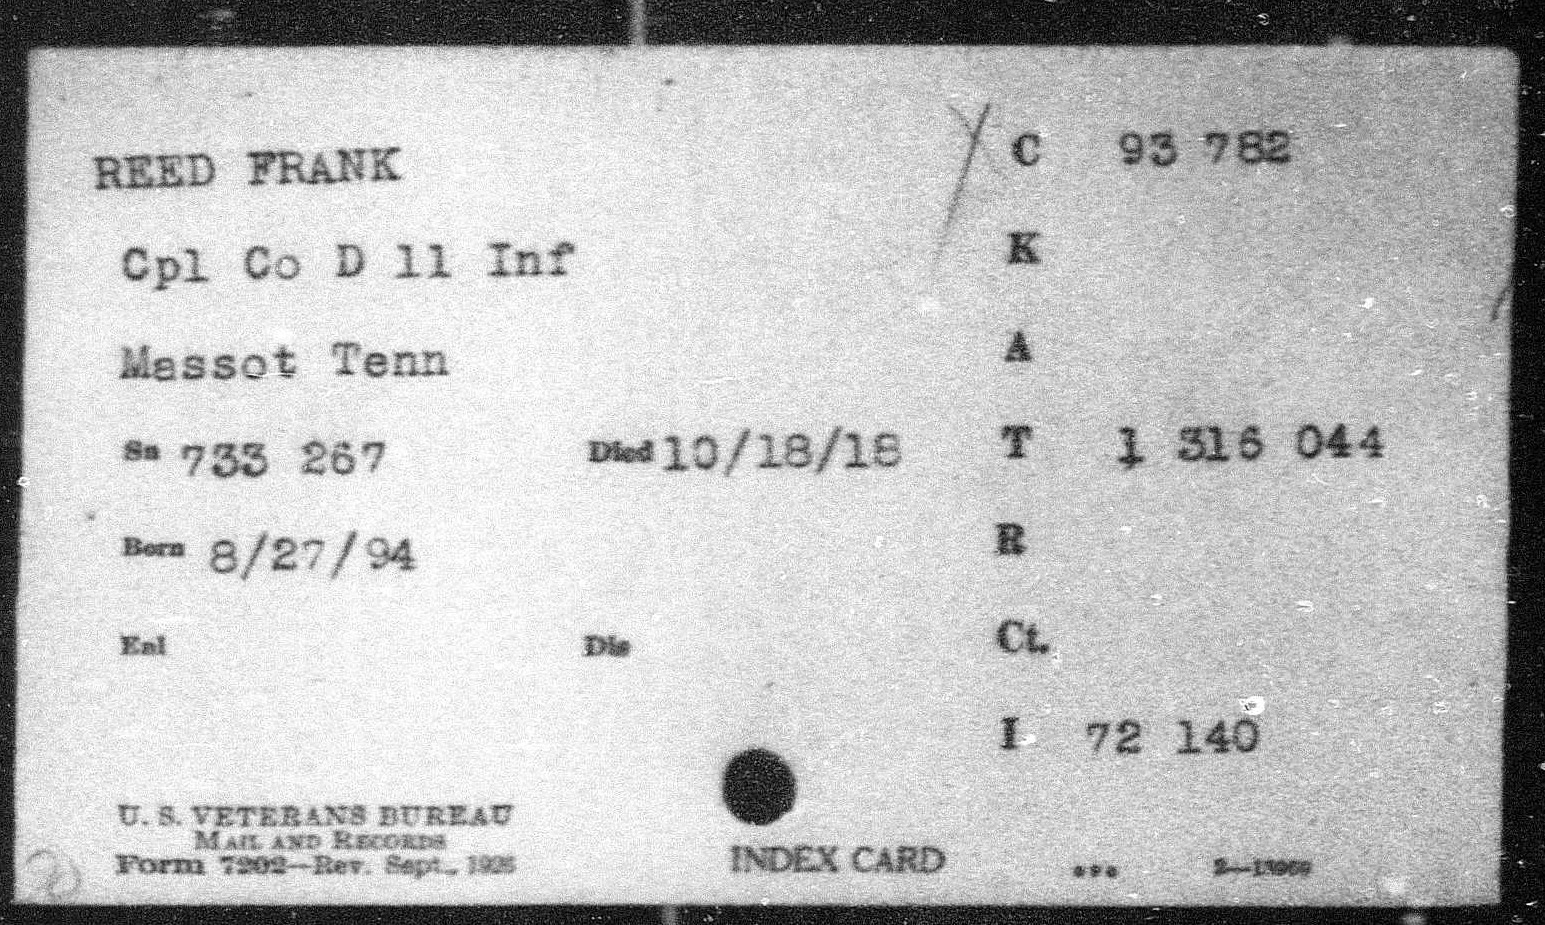 REED FRANK
C 93 782
Cpl Co D 11 Inf
K
Massot Tenn
A
Sn 733 267 Died 10/18/18
T 1 316 044
Born 8/27/94
R
Enl Dis
Ct.
I 72 140
U. S. VETERANS BUREAU
MAIL AND RECORDS
Form 7202—Rev. Sept., 1926
INDEX CARD